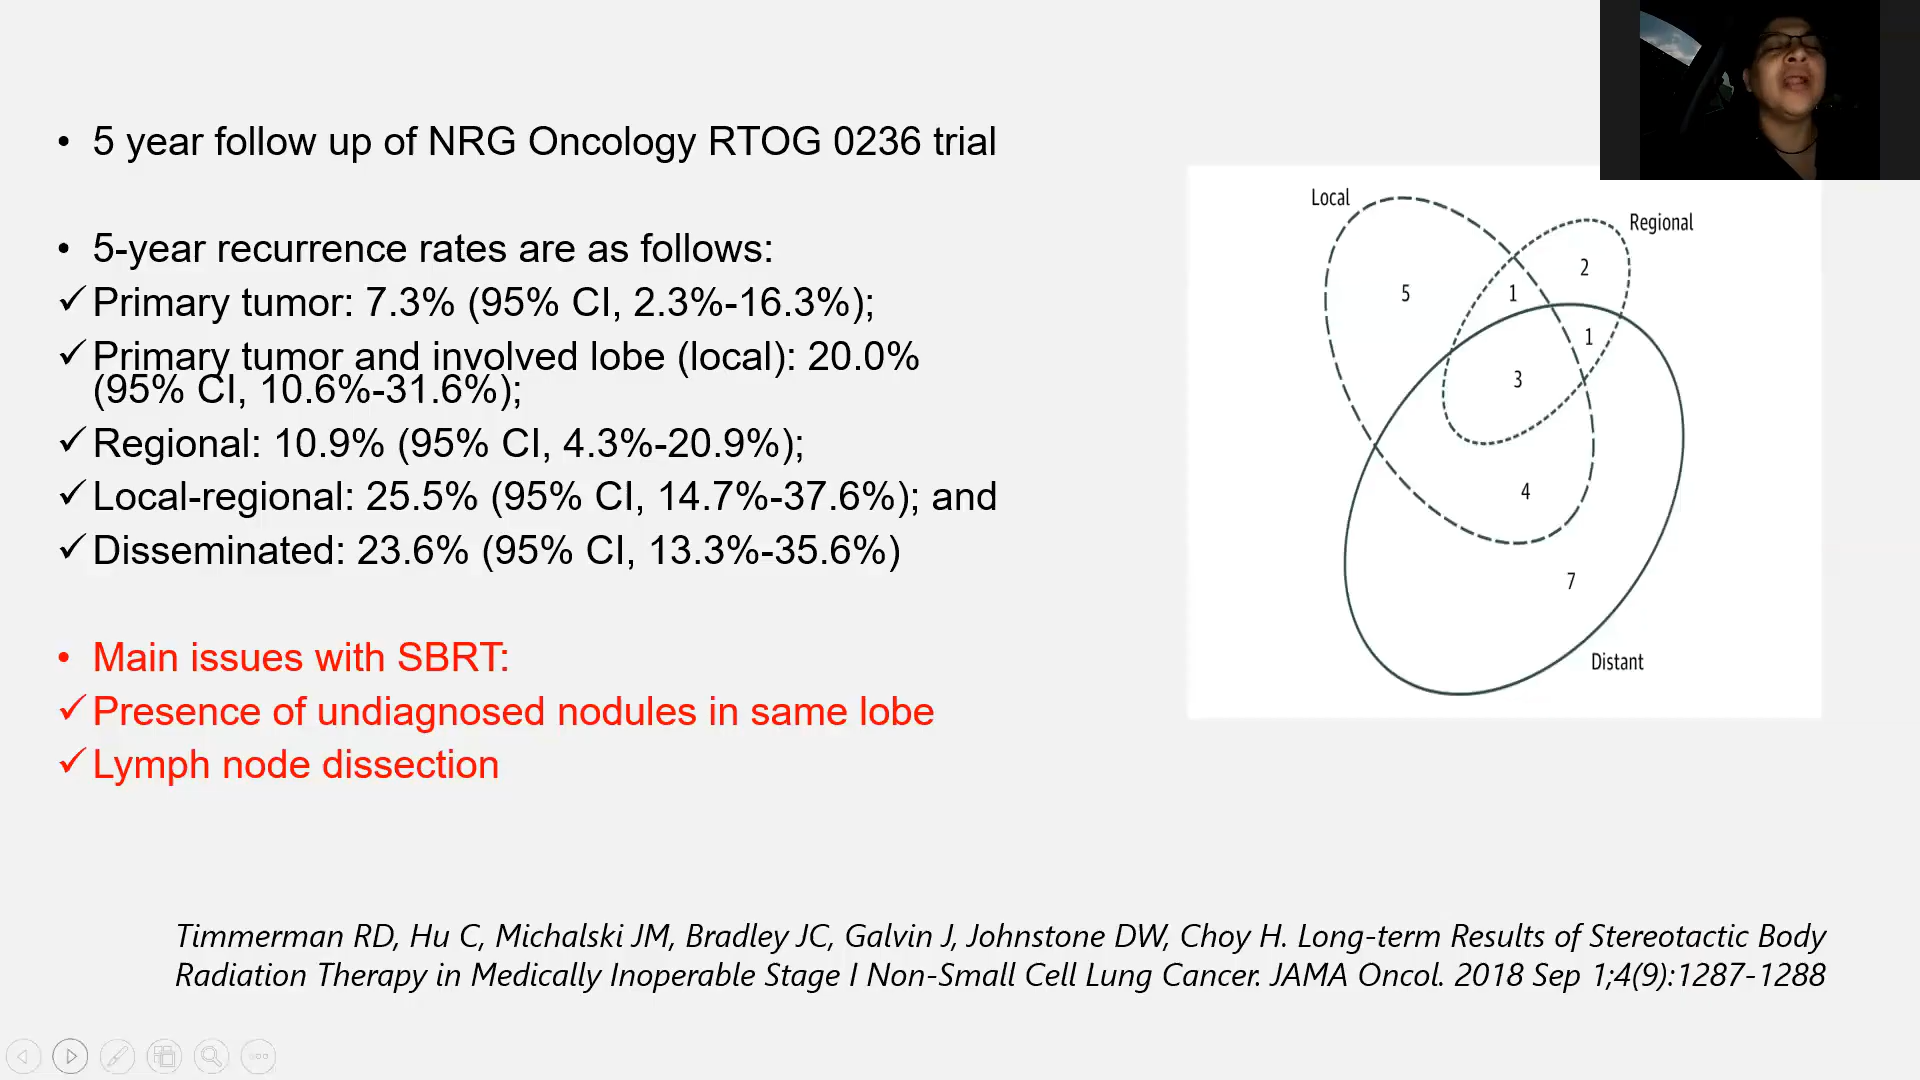 • 5 year follow up of NRG Oncology RTOG 0236 trial
• 5-year recurrence rates are as follows:
✓ Primary tumor: 7.3% (95% CI, 2.3%-16.3%);
✓ Primary tumor and involved lobe (local): 20.0%
(95% CI, 10.6%-31.6%);
✓ Regional: 10.9% (95% CI, 4.3%-20.9%);
✓ Local-regional: 25.5% (95% CI, 14.7%-37.6%); and
✓ Disseminated: 23.6% (95% CI, 13.3%-35.6%)
• Main issues with SBRT:
✓ Presence of undiagnosed nodules in same lobe
✓ Lymph node dissection
Local
Regional
2
5
1
1
3
4
7
Distant
Timmerman RD, Hu C, Michalski JM, Bradley JC, Galvin J, Johnstone DW, Choy H. Long-term Results of Stereotactic Body
Radiation Therapy in Medically Inoperable Stage I Non-Small Cell Lung Cancer. JAMA Oncol. 2018 Sep 1;4(9):1287-1288